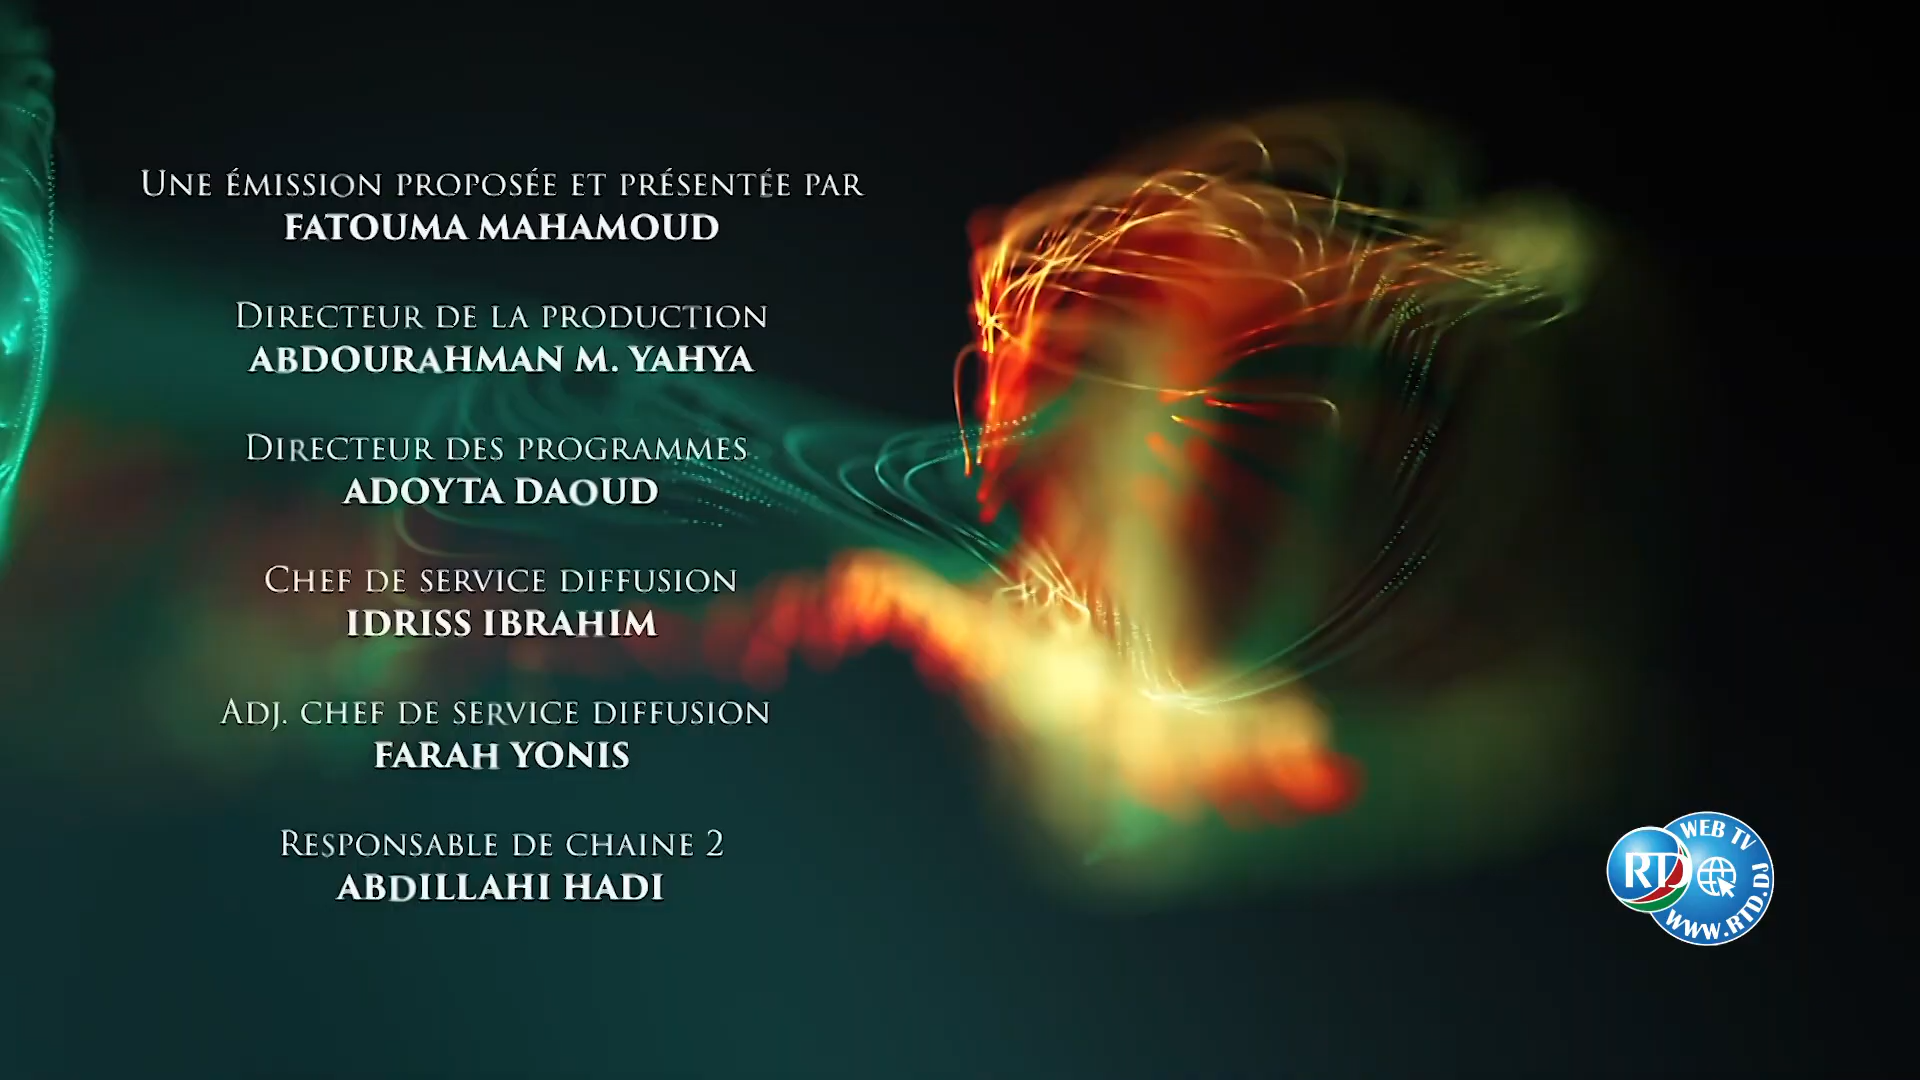 Une émission proposée et présentée par
FATOUMA MAHAMOUD
Directeur de la production
ABDOURAHMAN M. YAHYA
Directeur des programmes
ADOYTA DAOUD
Chef de service diffusion
IDRISS IBRAHIM
Adj. chef de service diffusion
FARAH YONIS
Responsable de chaine 2
ABDILLAHI HADI
WEB TV
RTD
WWW.RTD.DJ